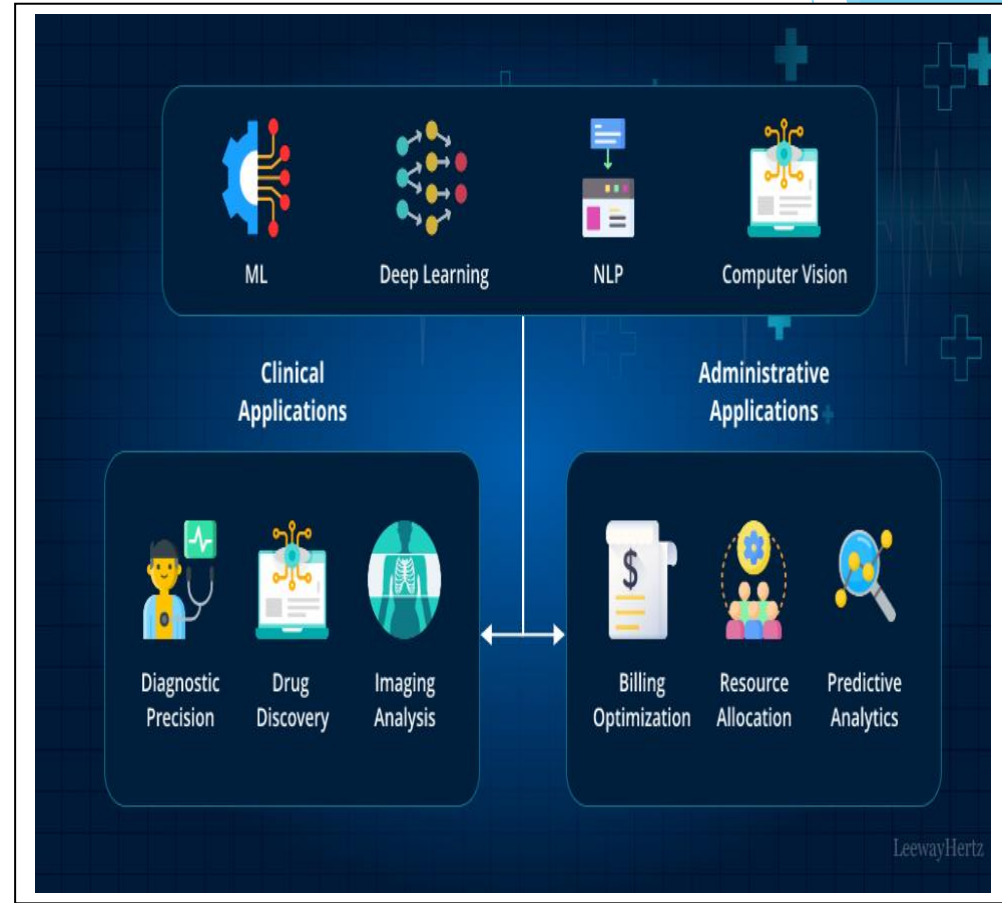 ML
Deep Learning
NLP
Computer Vision
Clinical
Applications
Administrative
Applications
Diagnostic
Precision
Drug
Discovery
Imaging
Analysis
$
Billing
Optimization
Resource
Allocation
Predictive
Analytics
LeewayHertz